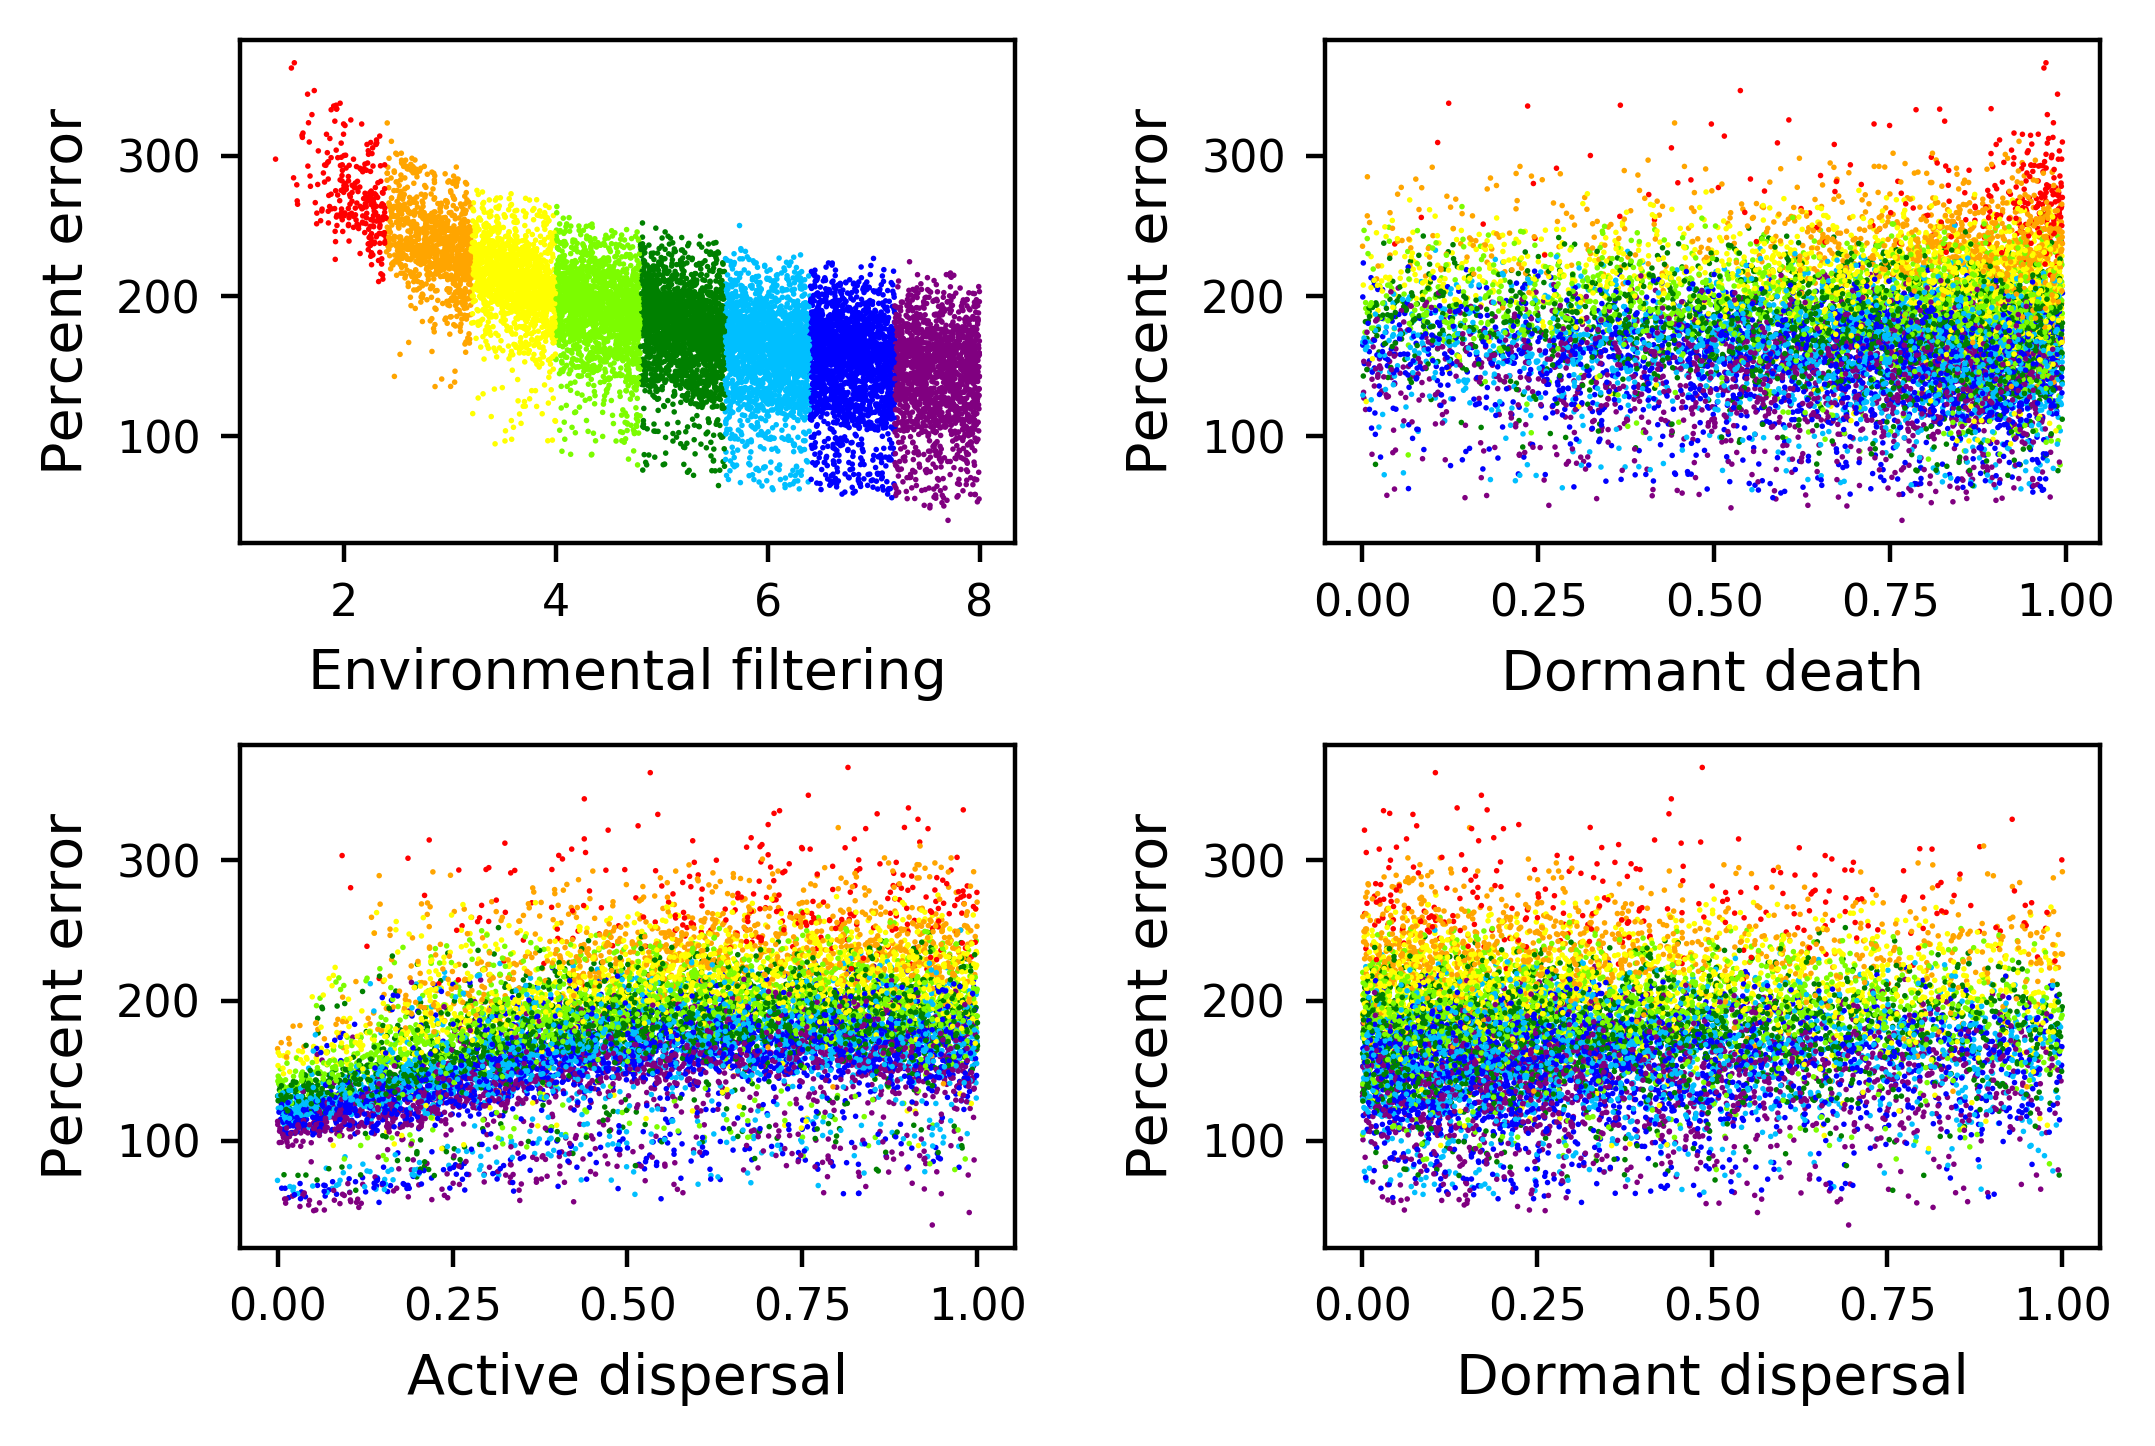 Percent error
300
200
100
2 4 6 8
Environmental filtering
Percent error
300
200
100
0.00 0.25 0.50 0.75 1.00
Dormant death
Percent error
300
200
100
0.00 0.25 0.50 0.75 1.00
Active dispersal
Percent error
300
200
100
0.00 0.25 0.50 0.75 1.00
Dormant dispersal